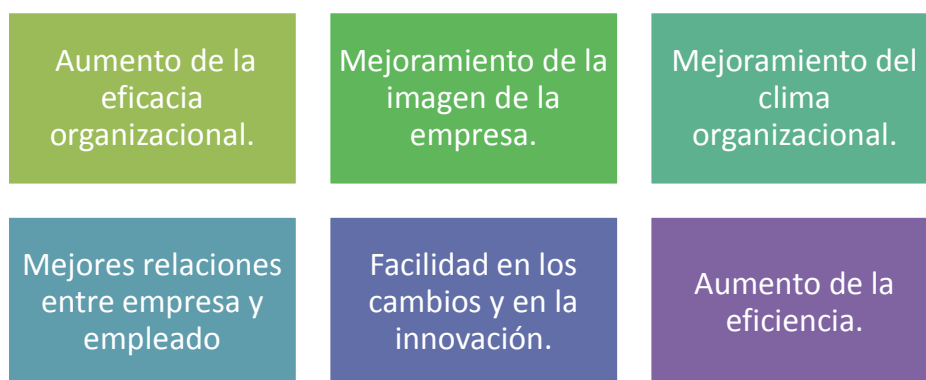 Aumento de la
eficacia
organizacional.
Mejoramiento de la
imagen de la
empresa.
Mejoramiento del
clima
organizacional.
Mejores relaciones
entre empresa y
empleado
Facilidad en los
cambios y en la
innovación.
Aumento de la
eficiencia.